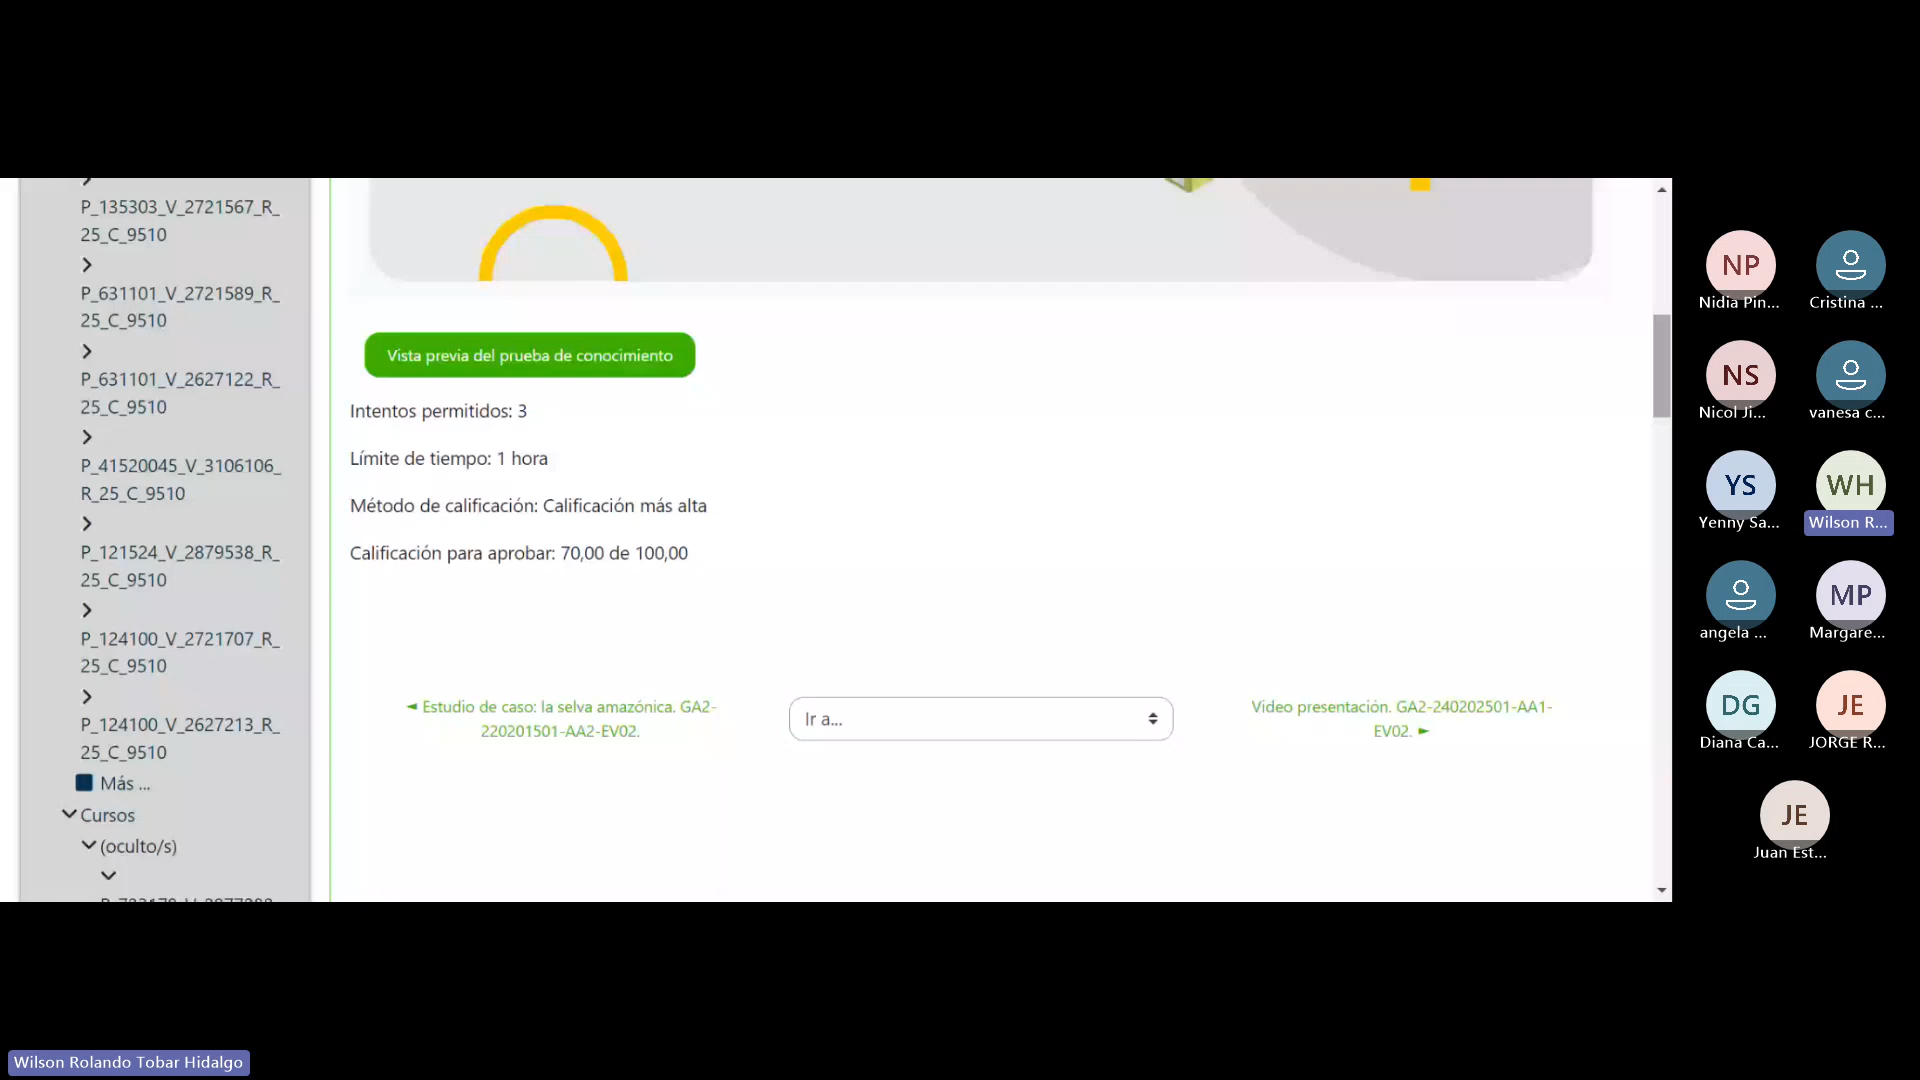 P_135303_V_2721567_R_
25_C_9510
P_631101_V_2721589_R_
25_C_9510
P_631101_V_2627122_R_
25_C_9510
P_41520045_V_3106106_
R_25_C_9510
P_121524_V_2879538_R_
25_C_9510
P_124100_V_2721707_R_
25_C_9510
P_124100_V_2627213_R_
25_C_9510
Más ...
Cursos
(oculto/s)
Vista previa del prueba de conocimiento
Intentos permitidos: 3
Límite de tiempo: 1 hora
Método de calificación: Calificación más alta
Calificación para aprobar: 70,00 de 100,00
◄ Estudio de caso: la selva amazónica. GA2-
220201501-AA2-EV02.
Ir a...
Video presentación. GA2-240202501-AA1-
EV02. ►
NP
Nidia Pin...
Cristina ...
NS
Nicol Ji...
vanesa c...
YS
Yenny Sa...
WH
Wilson R...
angela ...
MP
Margare...
DG
Diana Ca...
JE
JORGE R...
JE
Juan Est...
Wilson Rolando Tobar Hidalgo